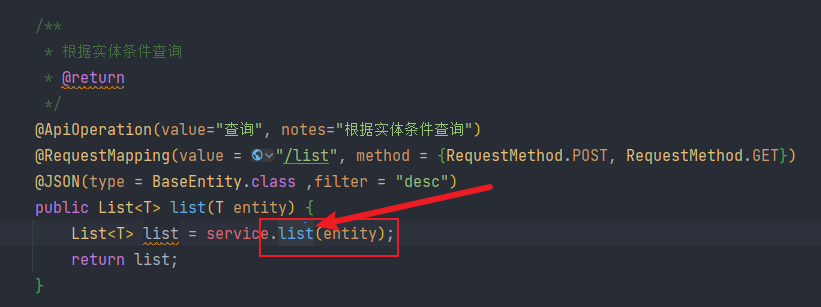 /**
* 根据实体条件查询
* @return
*/
@ApiOperation(value="查询", notes="根据实体条件查询")
@RequestMapping(value = "/list", method = {RequestMethod.POST, RequestMethod.GET})
@JSON(type = BaseEntity.class ,filter = "desc")
public List<T> list(T entity) {
List<T> list = service.list(entity);
return list;
}